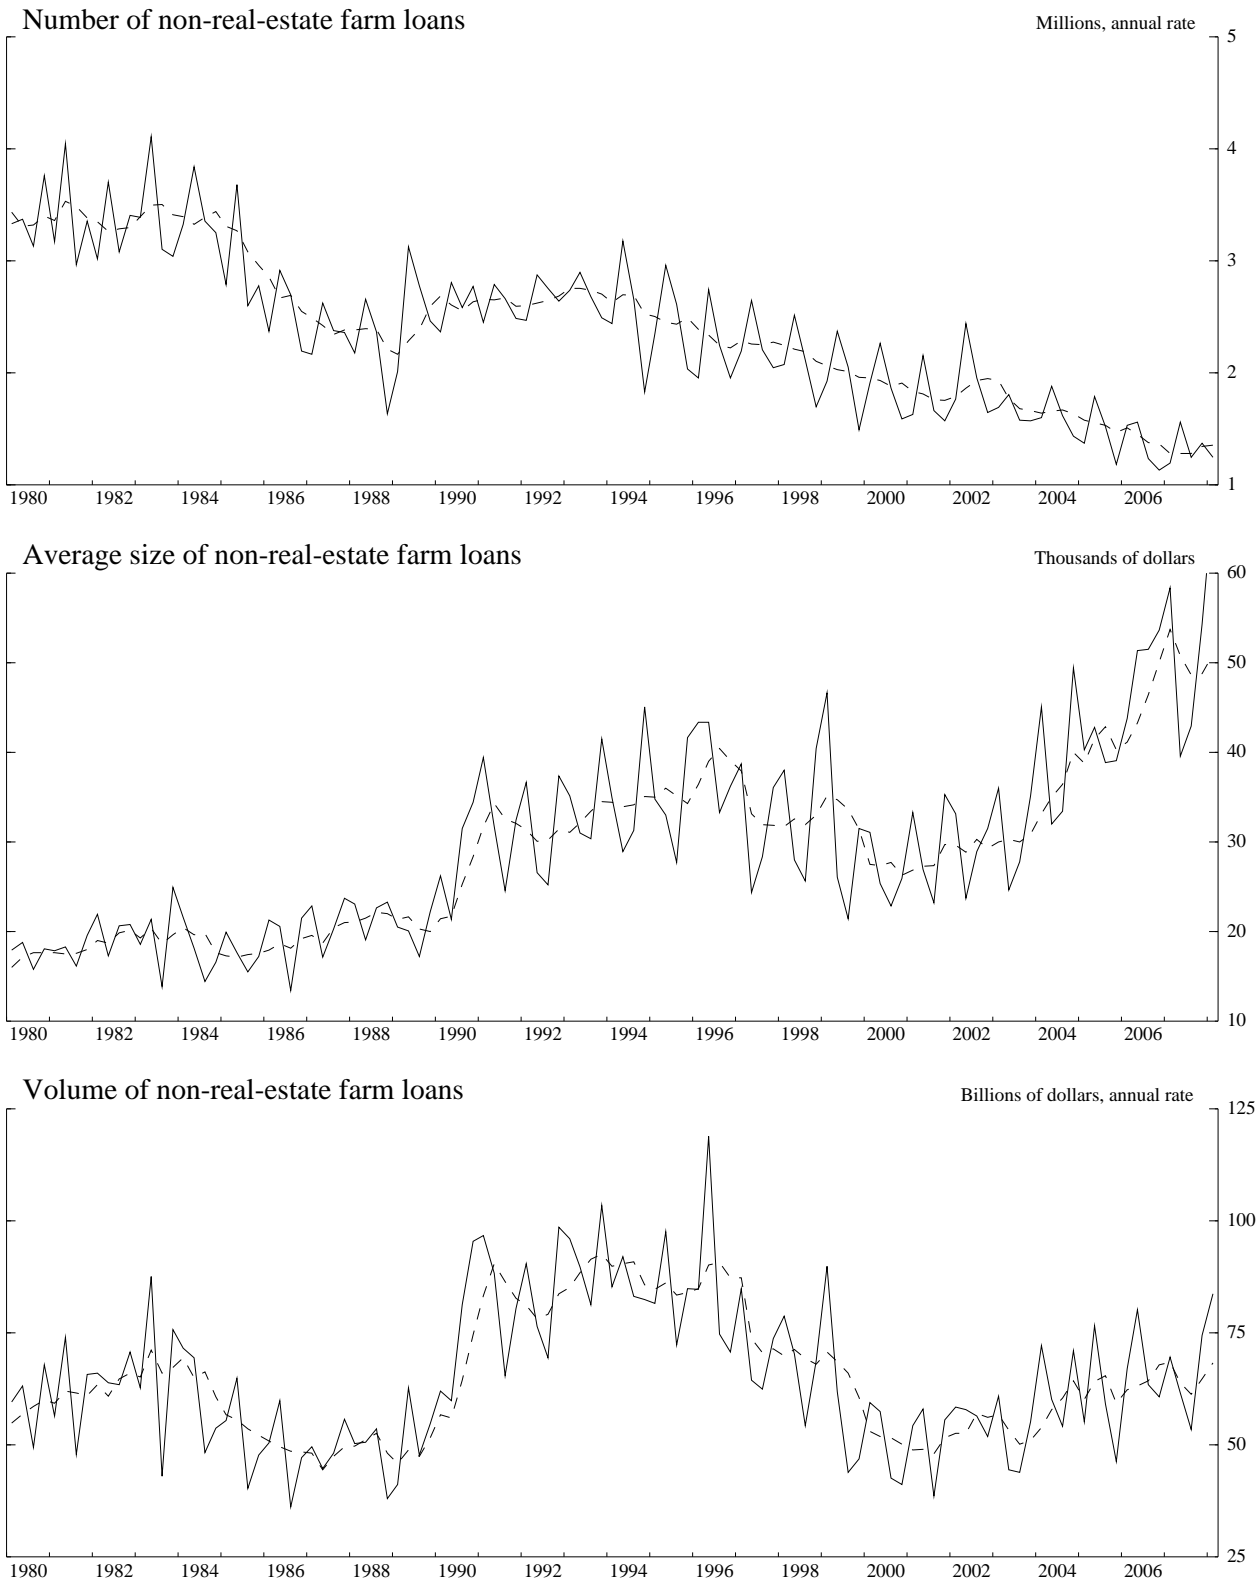 Number of non-real-estate farm loans
Millions, annual rate
5
4
3
2
1
1980 1982 1984 1986 1988 1990 1992 1994 1996 1998 2000 2002 2004 2006
Average size of non-real-estate farm loans
Thousands of dollars
60
50
40
30
20
10
1980 1982 1984 1986 1988 1990 1992 1994 1996 1998 2000 2002 2004 2006
Volume of non-real-estate farm loans
Billions of dollars, annual rate
125
100
75
50
25
1980 1982 1984 1986 1988 1990 1992 1994 1996 1998 2000 2002 2004 2006